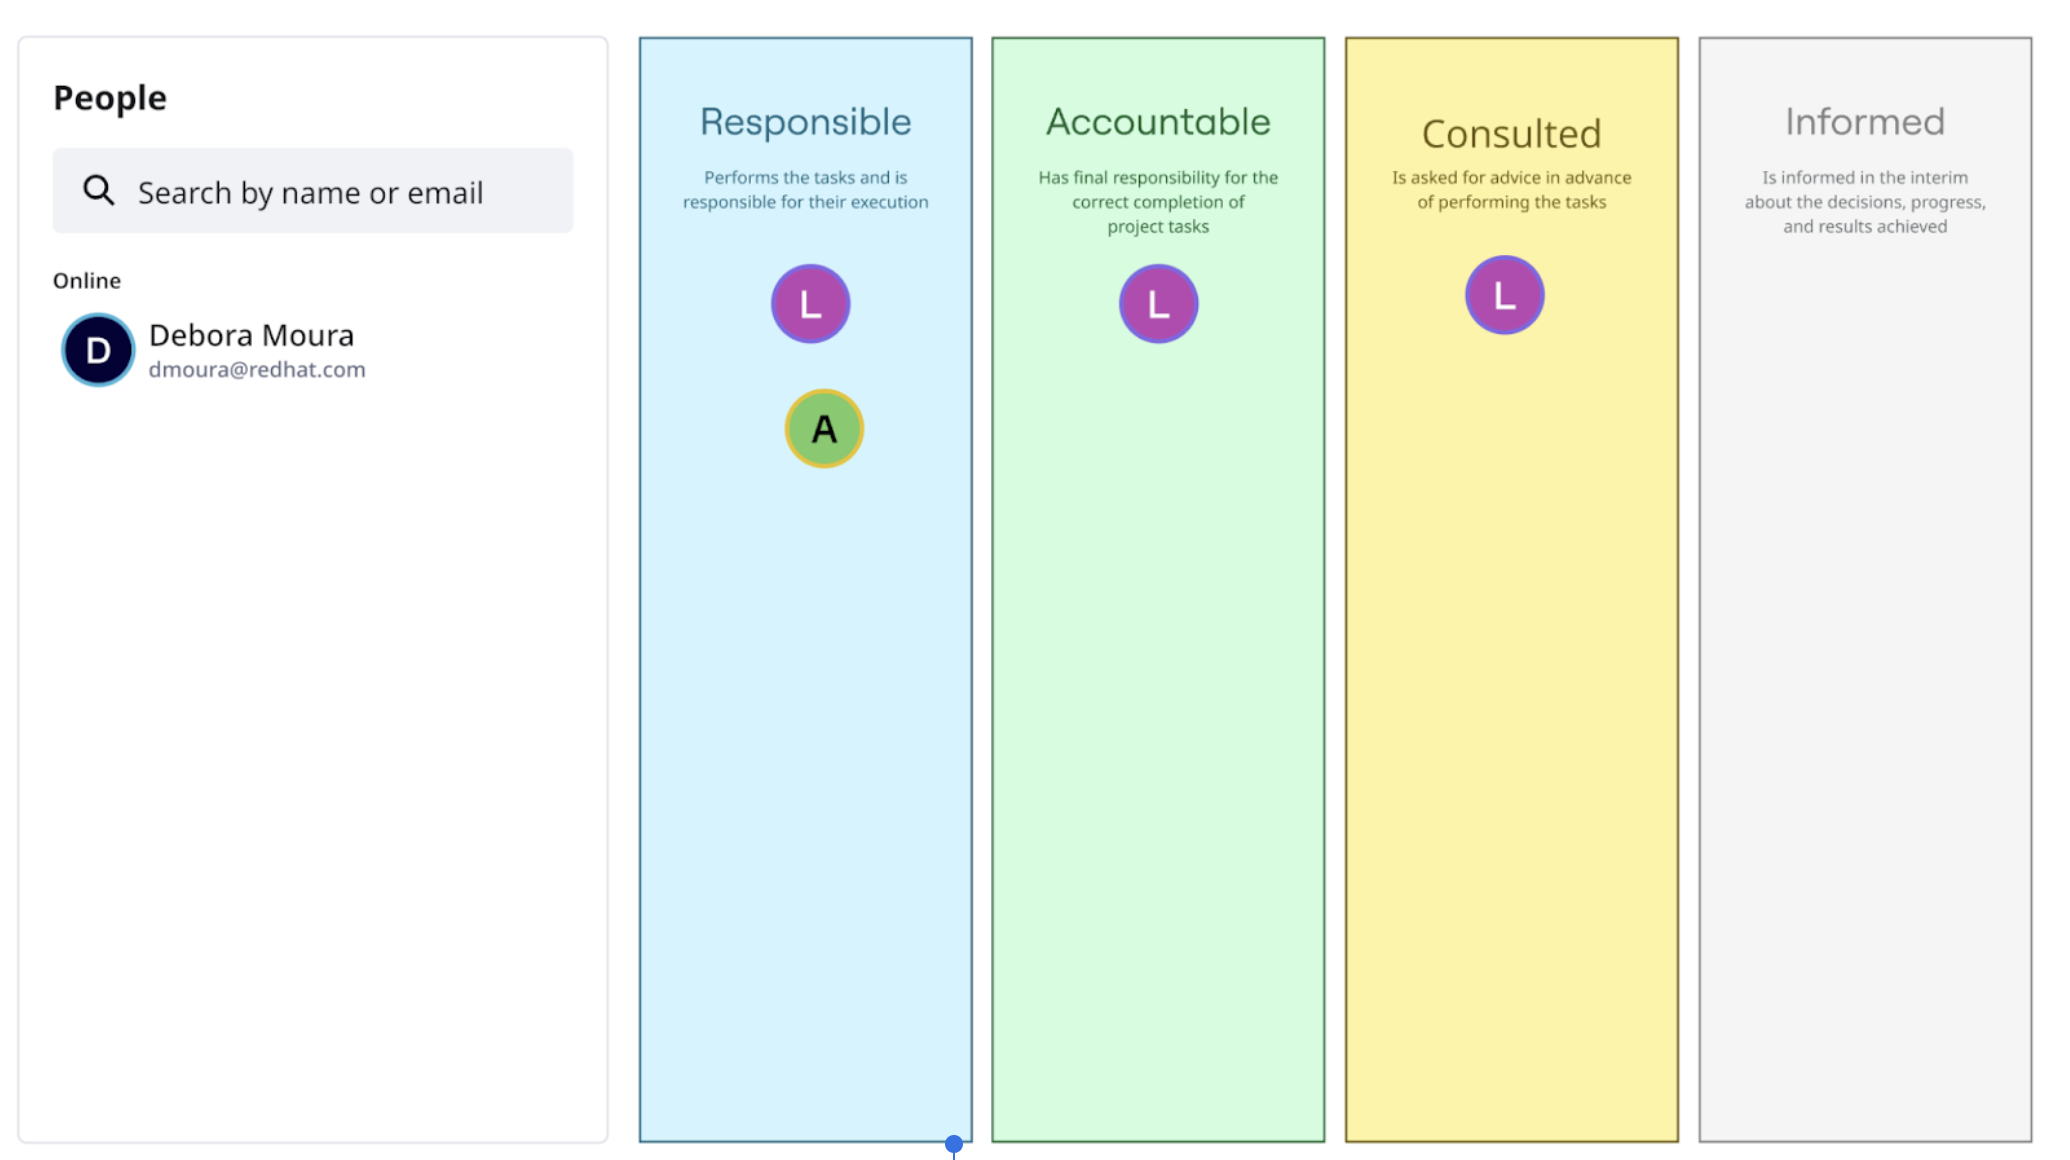 People
Search by name or email
Online
D
Debora Moura
dmoura@redhat.com
Responsible
Performs the tasks and is
responsible for their execution
L
A
Accountable
Has final responsibility for the
correct completion of
project tasks
L
Consulted
Is asked for advice in advance
of performing the tasks
L
Informed
Is informed in the interim
about the decisions, progress,
and results achieved